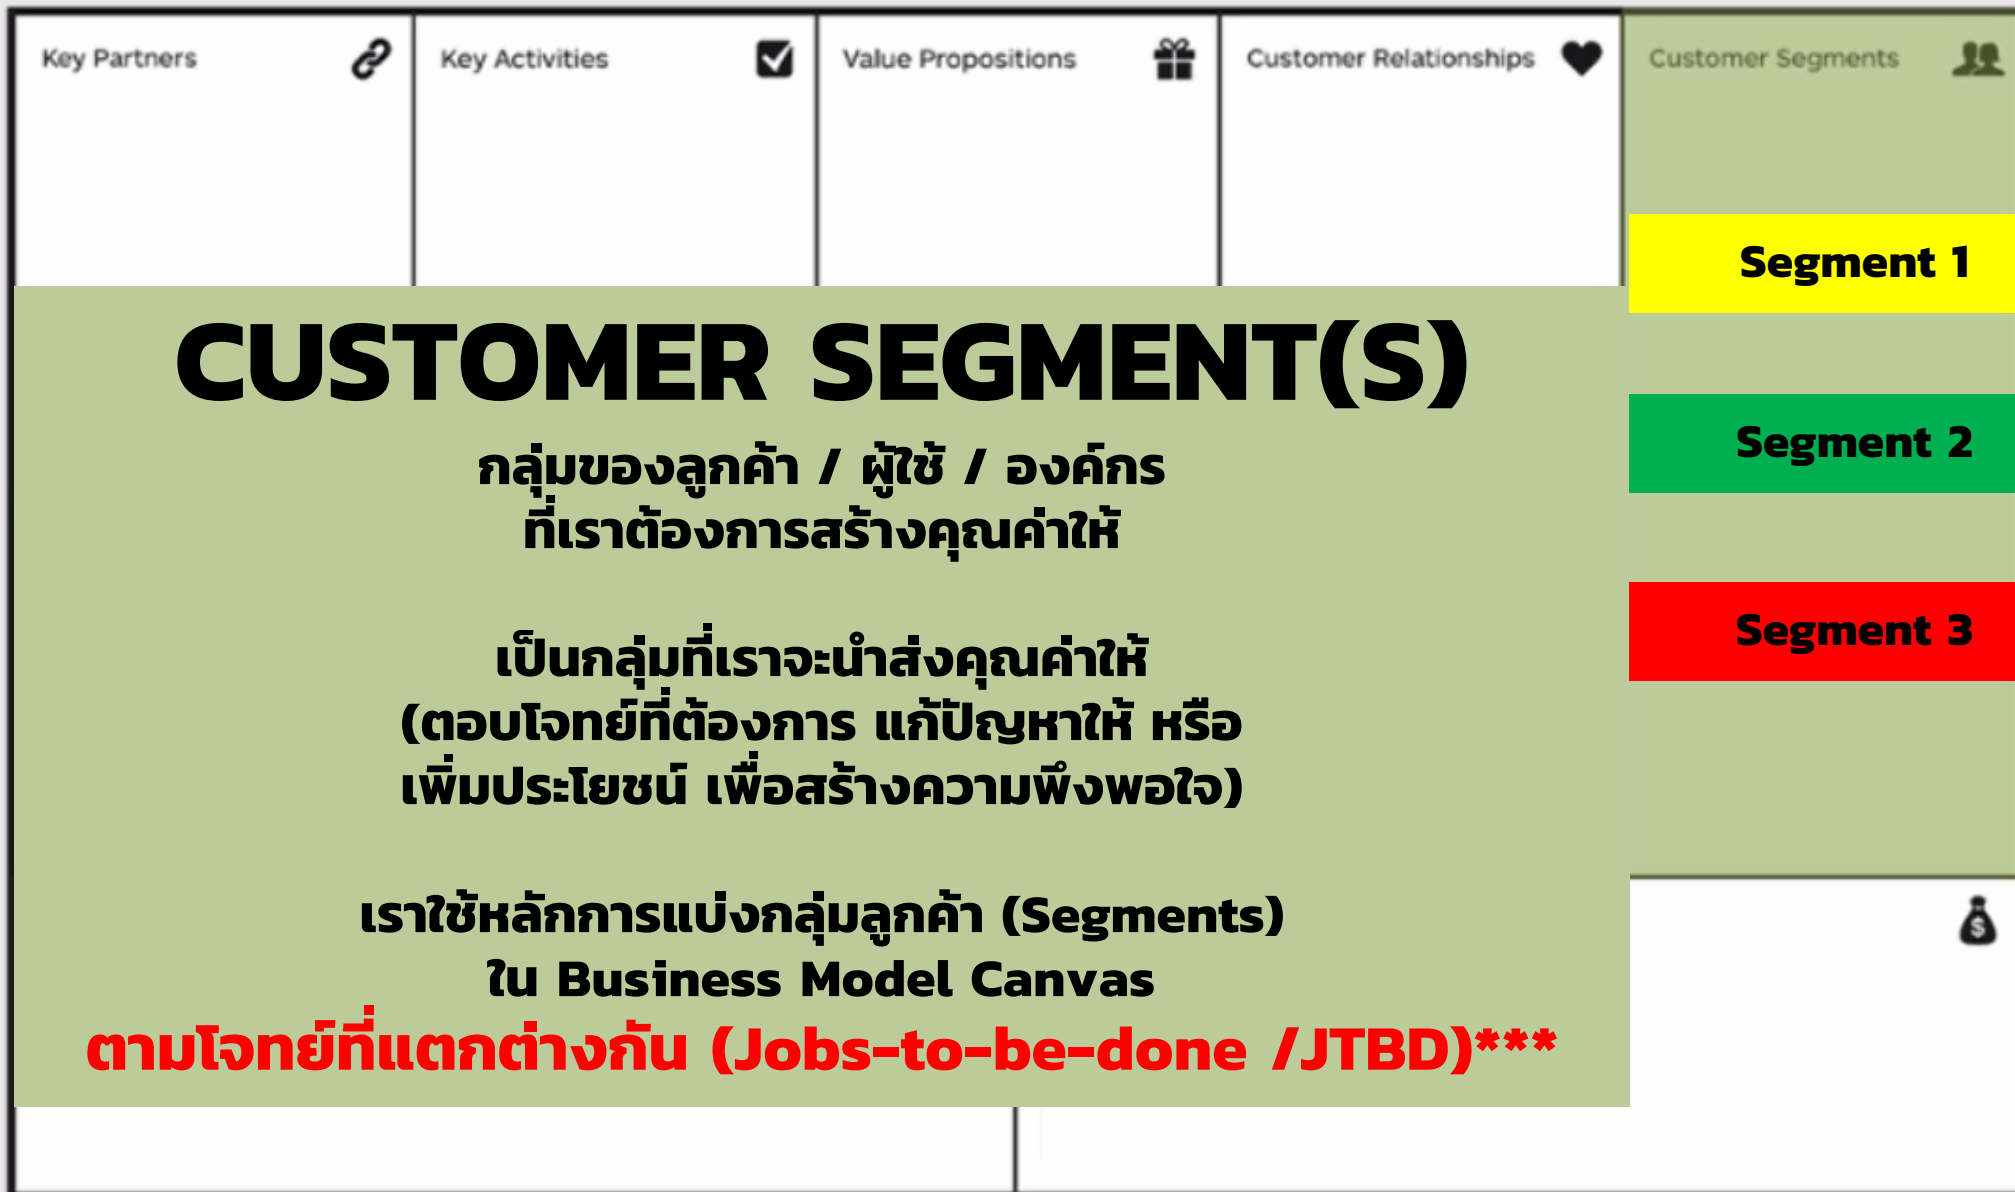 Key Partners
Key Activities
Value Propositions
Customer Relationships
Customer Segments
Segment 1
Segment 2
Segment 3
CUSTOMER SEGMENT(S)
กลุ่มของลูกค้า / ผู้ใช้ / องค์กร
ที่เราต้องการสร้างคุณค่าให้
เป็นกลุ่มที่เราจะนำส่งคุณค่าให้
(ตอบโจทย์ที่ต้องการ แก้ปัญหาให้ หรือ
เพิ่มประโยชน์ เพื่อสร้างความพึงพอใจ)
เราใช้หลักการแบ่งกลุ่มลูกค้า (Segments)
ใน Business Model Canvas
ตามโจทย์ที่แตกต่างกัน (Jobs-to-be-done /JTBD)***
$